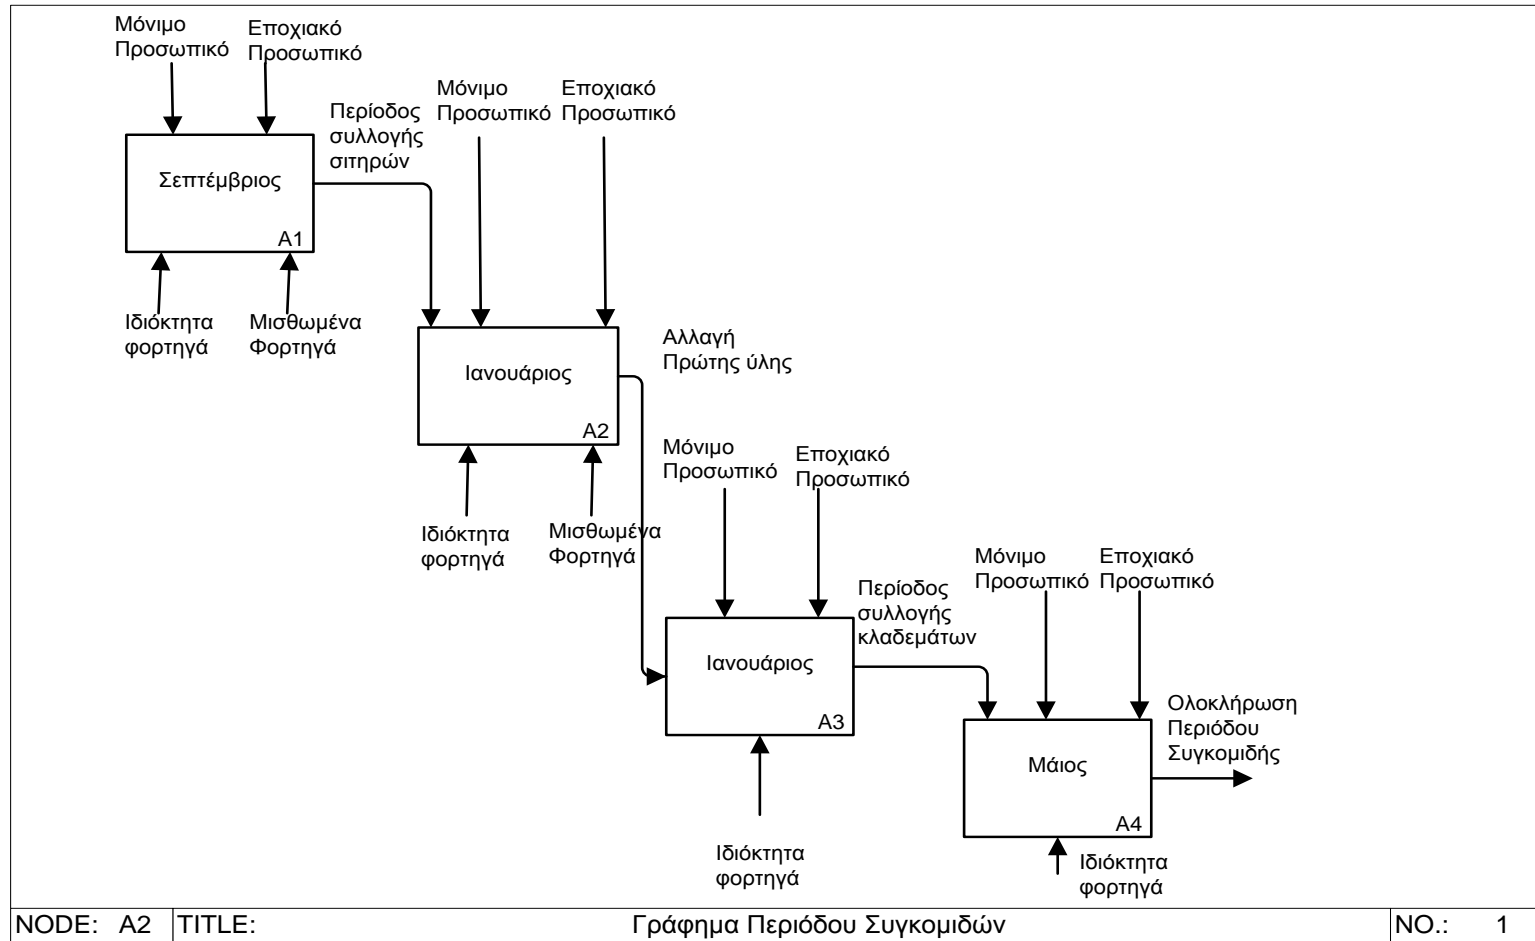 Μόνιμο
Προσωπικό
Εποχιακό
Προσωπικό
Σεπτέμβριος
A1
Ιδιόκτητα
φορτηγά
Μισθωμένα
Φορτηγά
Περίοδος
συλλογής
σιτηρών
Μόνιμο
Προσωπικό
Εποχιακό
Προσωπικό
Ιανουάριος
A2
Ιδιόκτητα
φορτηγά
Μισθωμένα
Φορτηγά
Αλλαγή
Πρώτης ύλης
Μόνιμο
Προσωπικό
Εποχιακό
Προσωπικό
Ιανουάριος
A3
Ιδιόκτητα
φορτηγά
Περίοδος
συλλογής
κλαδεμάτων
Μόνιμο
Προσωπικό
Εποχιακό
Προσωπικό
Μάιος
A4
Ιδιόκτητα
φορτηγά
Ολοκλήρωση
Περιόδου
Συγκομιδής
NODE: A2 TITLE: Γράφημα Περιόδου Συγκομιδών NO.: 1